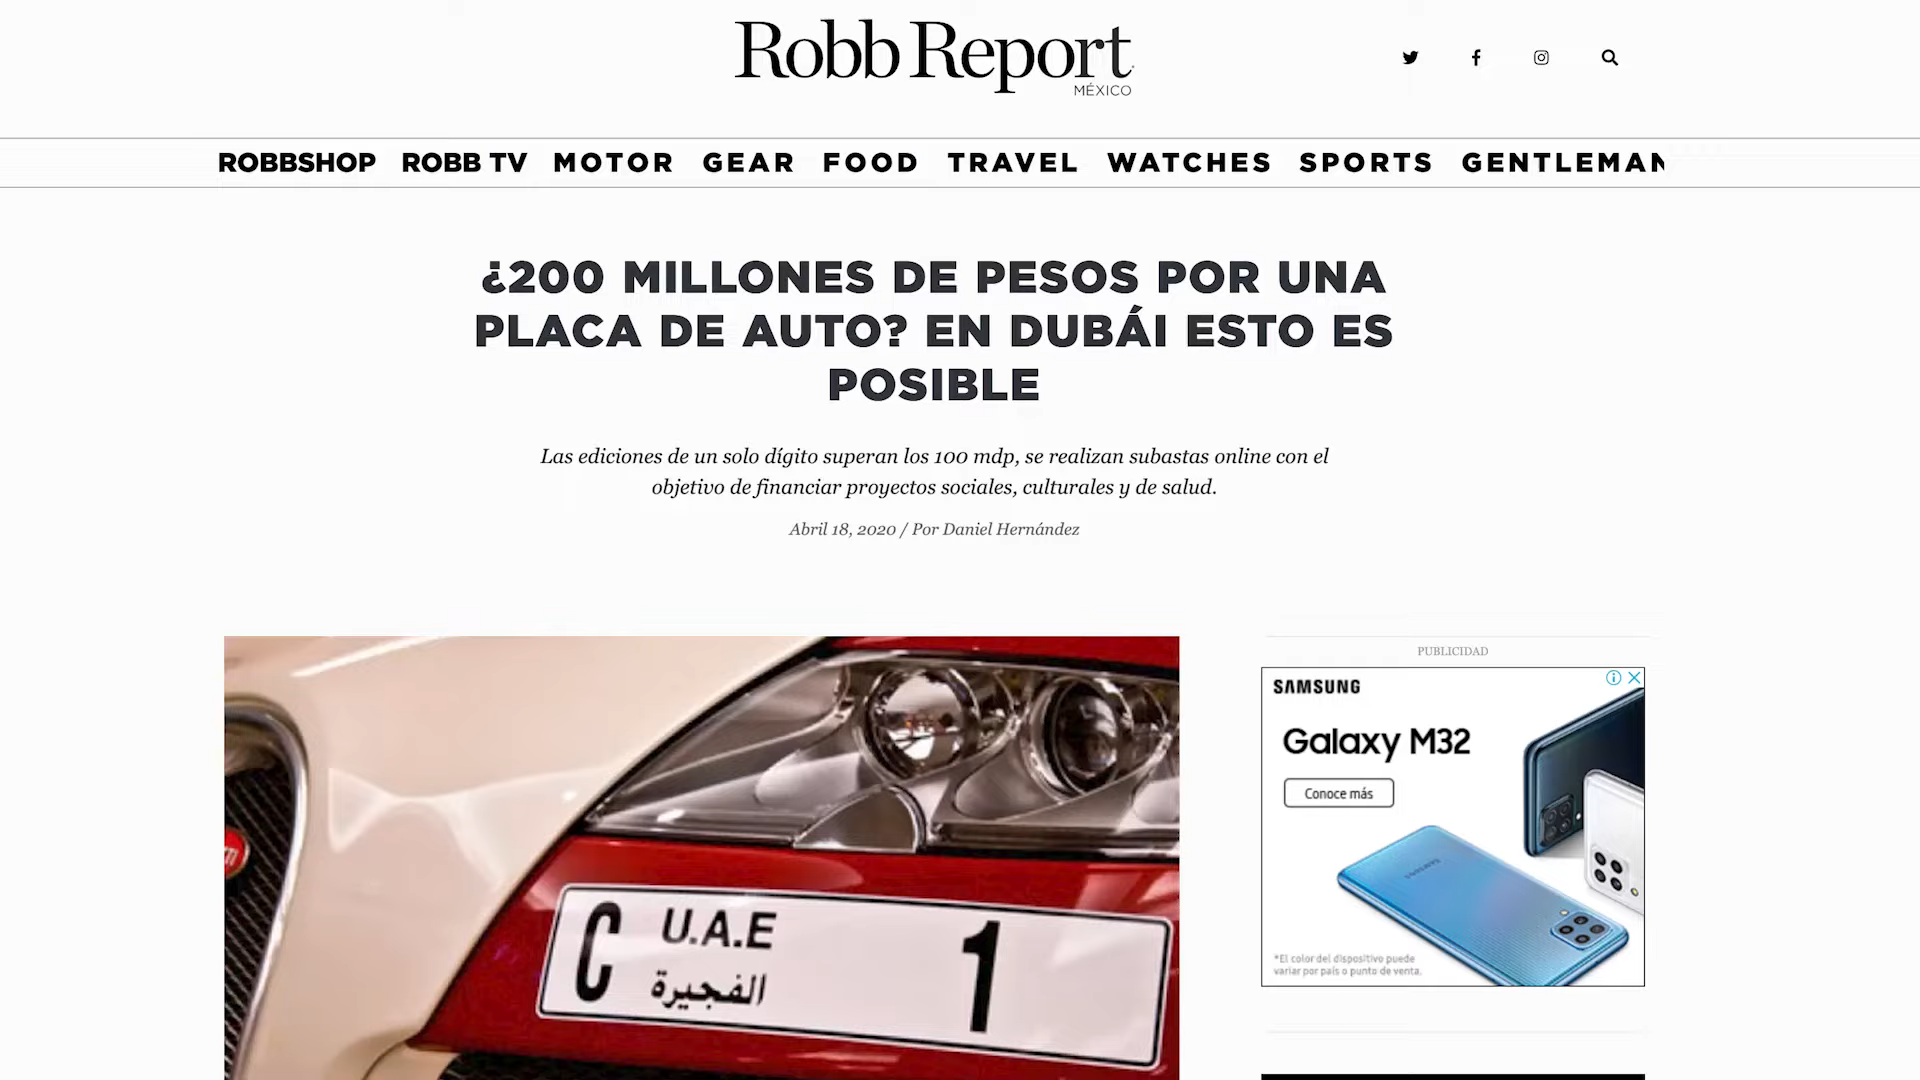 Robb Report
MÉXICO
ROBBSHOP ROBB TV MOTOR GEAR FOOD TRAVEL WATCHES SPORTS GENTLEMAN
¿200 MILLONES DE PESOS POR UNA
PLACA DE AUTO? EN DUBÁI ESTO ES
POSIBLE
Las ediciones de un solo dígito superan los 100 mdp, se realizan subastas online con el
objetivo de financiar proyectos sociales, culturales y de salud.
Abril 18, 2020 / Por Daniel Hernández
PUBLICIDAD
SAMSUNG
Galaxy M32
Conoce más
*El color del dispositivo puede
variar por país o punto de venta.
C U.A.E 1
الفجيرة